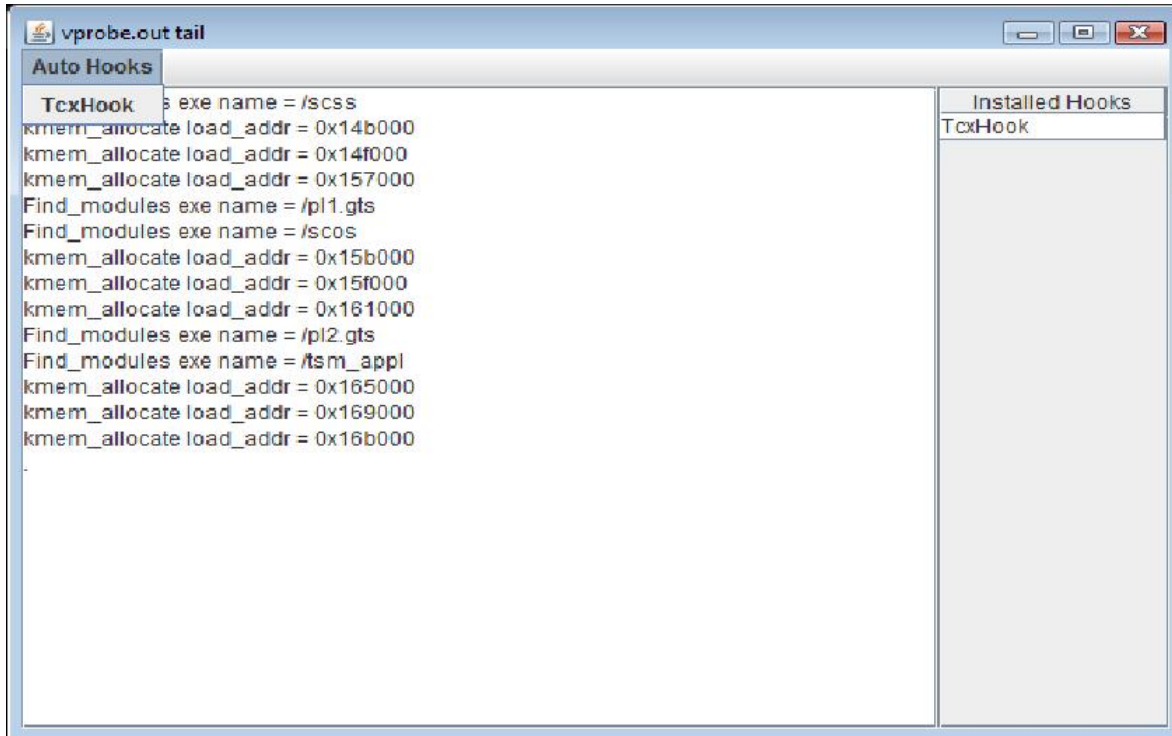 vprobe.out tail
Auto Hooks
TcxHook
s exe name = /scss
kmem_allocate load_addr = 0x14b000
kmem_allocate load_addr = 0x14f000
kmem_allocate load_addr = 0x157000
Find_modules exe name = /pl1.gts
Find_modules exe name = /scos
kmem_allocate load_addr = 0x15b000
kmem_allocate load_addr = 0x15f000
kmem_allocate load_addr = 0x161000
Find_modules exe name = /pl2.gts
Find_modules exe name = /tsm_appl
kmem_allocate load_addr = 0x165000
kmem_allocate load_addr = 0x169000
kmem_allocate load_addr = 0x16b000
.
Installed Hooks
TcxHook